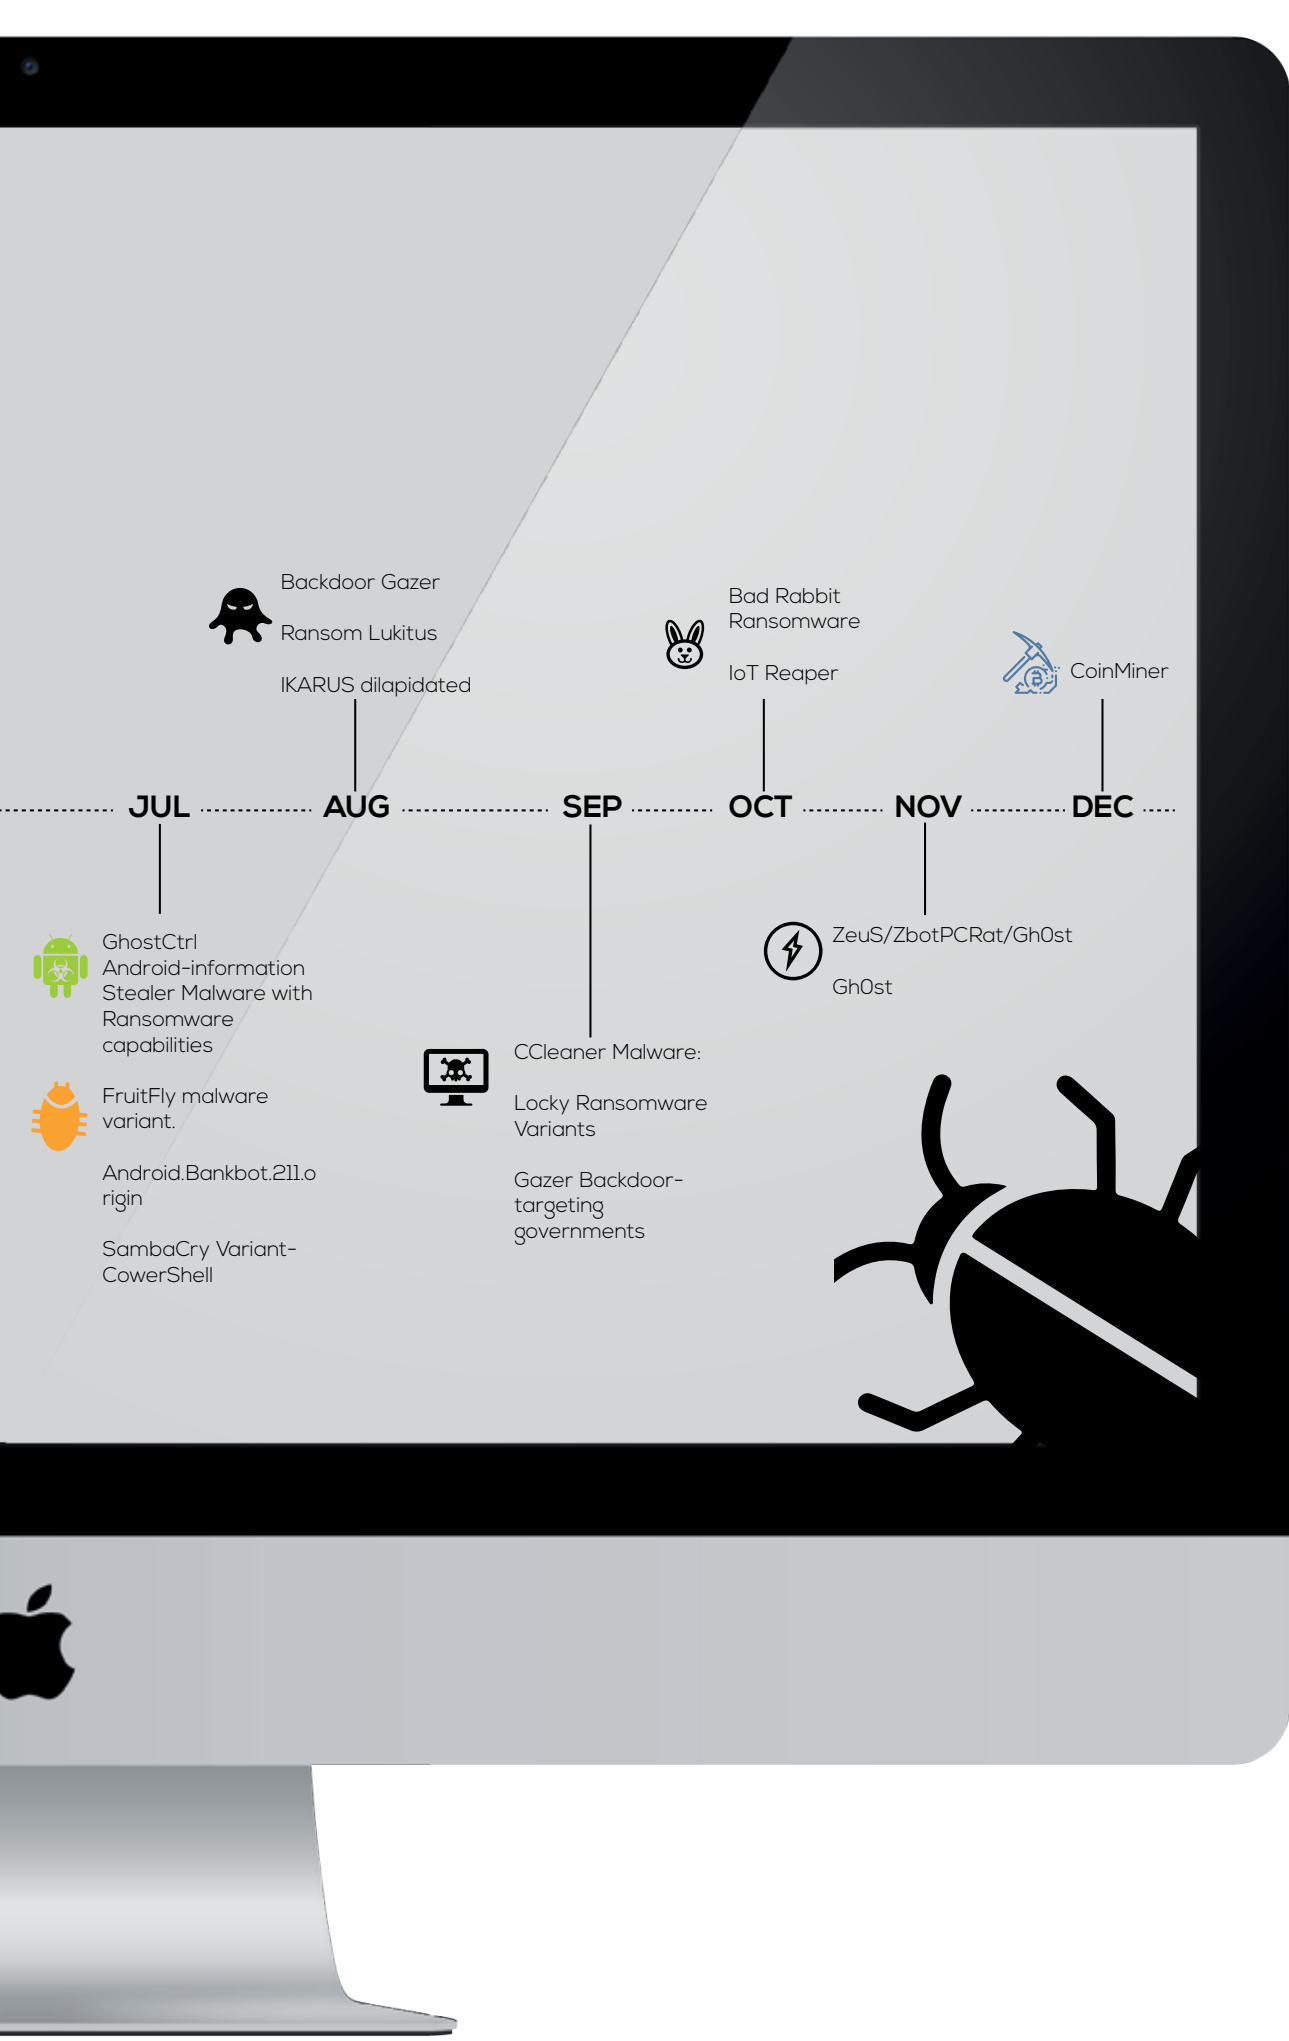 Backdoor Gazer
Ransom Lukitus
IKARUS dilapidated
Bad Rabbit
Ransomware
IoT Reaper
CoinMiner
JUL
AUG
SEP
OCT
NOV
DEC
GhostCtrl
Android-information
Stealer Malware with
Ransomware
capabilities
FruitFly malware
variant.
Android.Bankbot.211.o
rigin
SambaCry Variant-
CowerShell
CCleaner Malware:
Locky Ransomware
Variants
Gazer Backdoor-
targeting
governments
ZeuS/ZbotPCRat/Gh0st
Gh0st